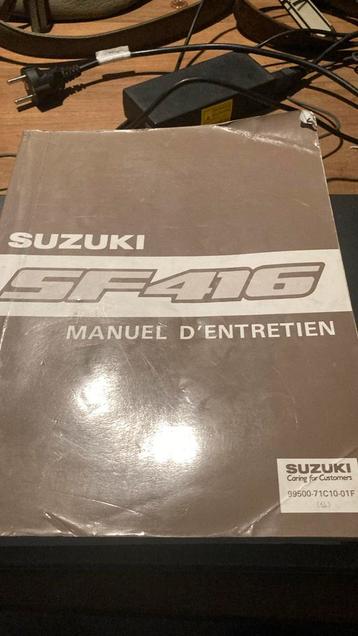 SUZUKI
SF416
MANUEL D'ENTRETIEN
SUZUKI
Caring for Customers
99500-71C10-01F